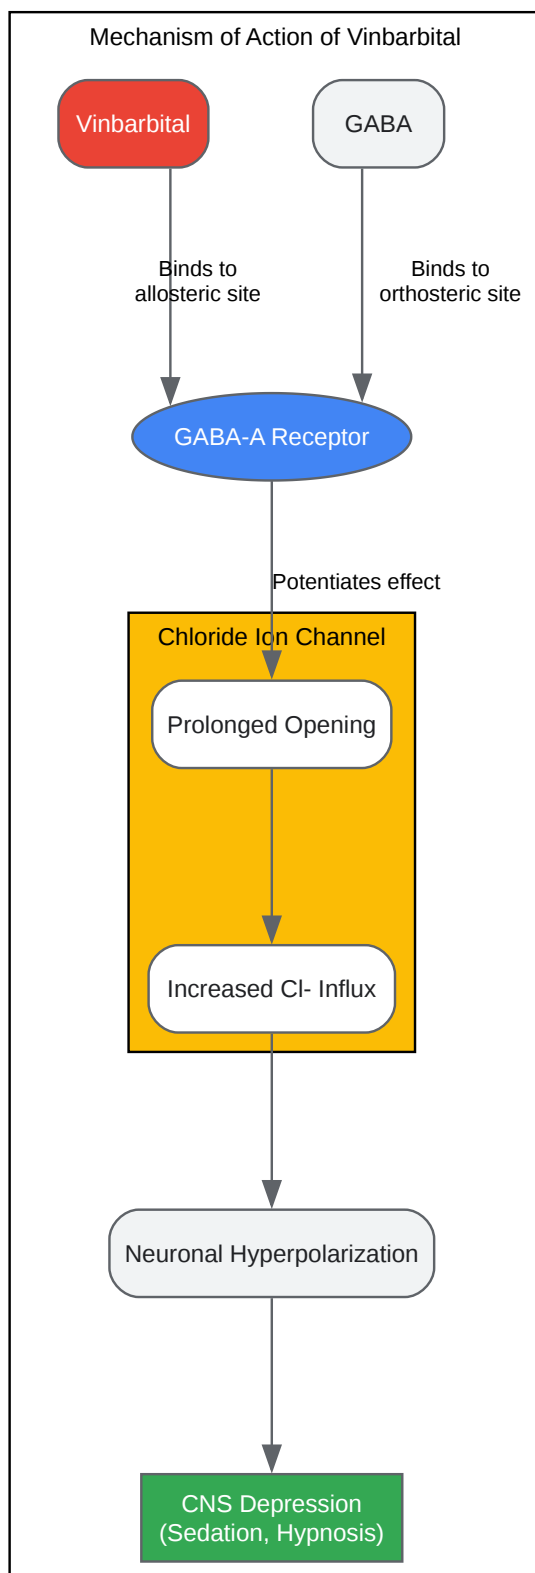 Mechanism of Action of Vinbarbital
Vinbarbital
GABA
Binds to
allosteric site
Binds to
orthosteric site
GABA-A Receptor
Potentiates effect
Chloride Ion Channel
Prolonged Opening
Increased Cl- Influx
Neuronal Hyperpolarization
CNS Depression
(Sedation, Hypnosis)